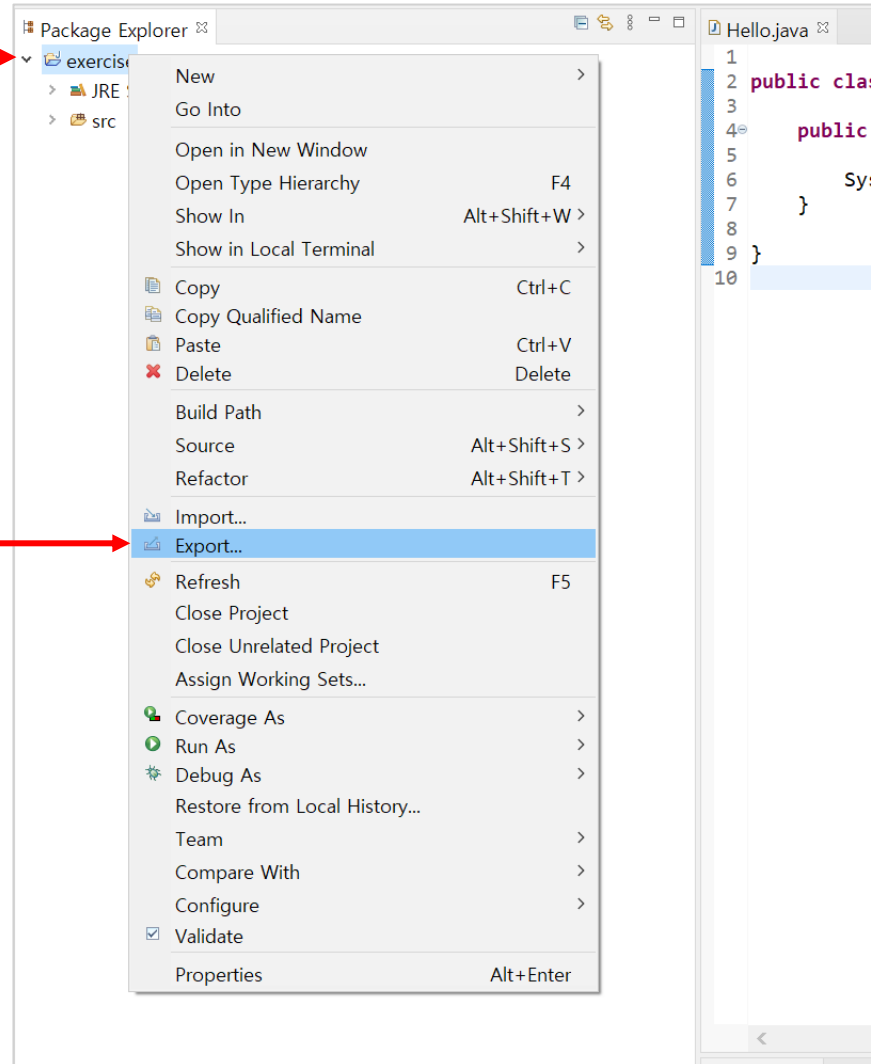 Package Explorer
exercise
JRE
src
New
Go Into
Open in New Window
Open Type Hierarchy F4
Show In Alt+Shift+W
Show in Local Terminal
Copy Ctrl+C
Copy Qualified Name
Paste Ctrl+V
Delete Delete
Build Path
Source Alt+Shift+S
Refactor Alt+Shift+T
Import...
Export...
Refresh F5
Close Project
Close Unrelated Project
Assign Working Sets...
Coverage As
Run As
Debug As
Restore from Local History...
Team
Compare With
Configure
Validate
Properties Alt+Enter
Hello.java
1
2 public clas
3
4 public
5
6 Sys
7 }
8
9 }
10